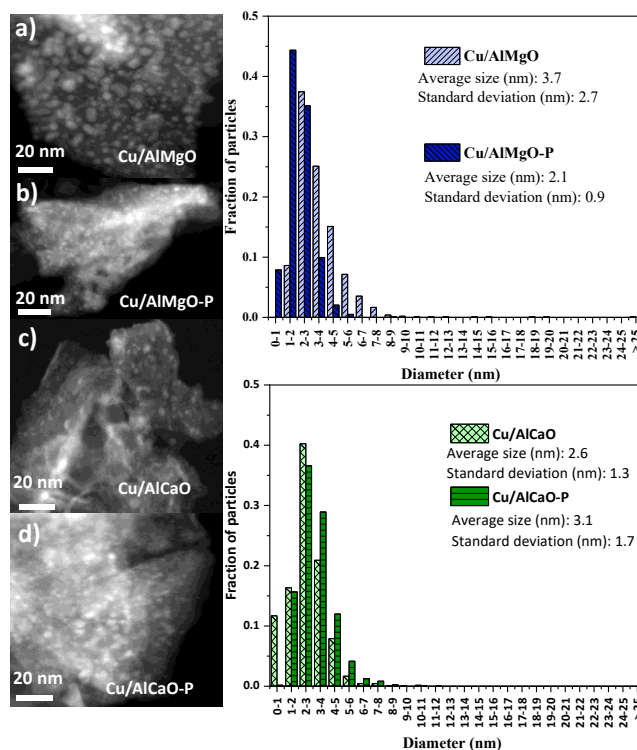 a)
Cu/AlMgO
20 nm
b)
20 nm
Cu/AlMgO-P
c)
Cu/AlCaO
20 nm
d)
20 nm
Cu/AlCaO-P
Fraction of particles
0.5
0.4
0.3
0.2
0.1
0.0
Cu/AlMgO
Average size (nm): 3.7
Standard deviation (nm): 2.7
Cu/AlMgO-P
Average size (nm): 2.1
Standard deviation (nm): 0.9
0-1
1-2
2-3
3-4
4-5
5-6
6-7
7-8
8-9
9-10
10-11
11-12
12-13
13-14
14-15
15-16
16-17
17-18
18-19
19-20
20-21
21-22
22-23
23-24
24-25
>25
Diameter (nm)
Fraction of particles
0.5
0.4
0.3
0.2
0.1
0.0
Cu/AlCaO
Average size (nm): 2.6
Standard deviation (nm): 1.3
Cu/AlCaO-P
Average size (nm): 3.1
Standard deviation (nm): 1.7
0-1
1-2
2-3
3-4
4-5
5-6
6-7
7-8
8-9
9-10
10-11
11-12
12-13
13-14
14-15
15-16
16-17
17-18
18-19
19-20
20-21
21-22
22-23
23-24
24-25
>25
Diameter (nm)